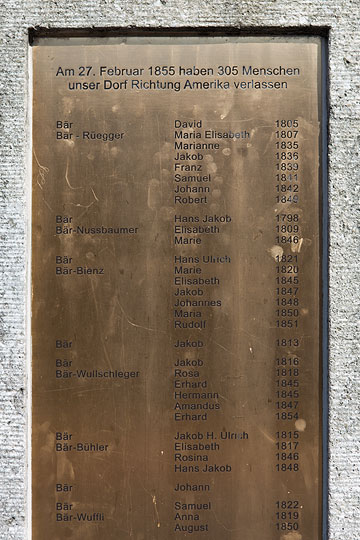 Am 27. Februar 1855 haben 305 Menschen
unser Dorf Richtung Amerika verlassen
Bär David 1805
Bär - Rüegger Maria Elisabeth 1807
Marianne 1835
Jakob 1836
Franz 1839
Samuel 1841
Johann 1842
Robert 1845
Bär Hans Jakob 1798
Bär-Nussbaumer Elisabeth 1809
Marie 1846
Bär Hans Ulrich 1821
Bär-Bienz Marie 1820
Elisabeth 1845
Jakob 1847
Johannes 1848
Maria 1850
Rudolf 1851
Bär Jakob 1813
Bär Jakob 1816
Bär-Wullschleger Rosa 1818
Erhard 1845
Hermann 1845
Amandus 1847
Erhard 1854
Bär Jakob H. Ulrich 1815
Bär-Bühler Elisabeth 1817
Rosina 1846
Hans Jakob 1848
Bär Johann
Bär Samuel 1822
Bär-Wuffli Anna 1819
August 1850